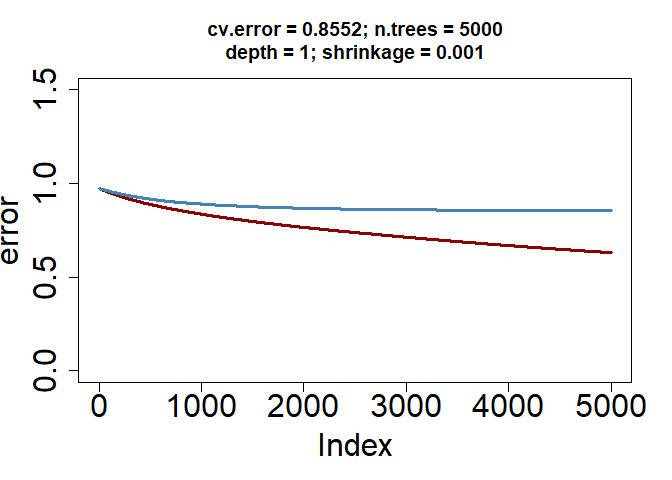 cv.error = 0.8552; n.trees = 5000
depth = 1; shrinkage = 0.001
1.5
1.0
0.5
0.0
error
0 1000 2000 3000 4000 5000
Index